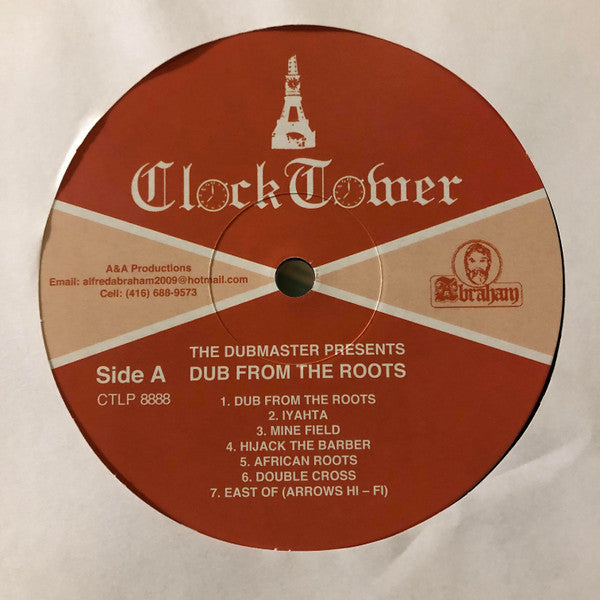 Clock Tower
A&A Productions
Email: alfredabraham2009@hotmail.com
Cell: (416) 688-9573
Abraham
THE DUBMASTER PRESENTS
Side A DUB FROM THE ROOTS
CTLP 8888
1. DUB FROM THE ROOTS
2. IYAHTA
3. MINE FIELD
4. HIJACK THE BARBER
5. AFRICAN ROOTS
6. DOUBLE CROSS
7. EAST OF (ARROWS HI – FI)